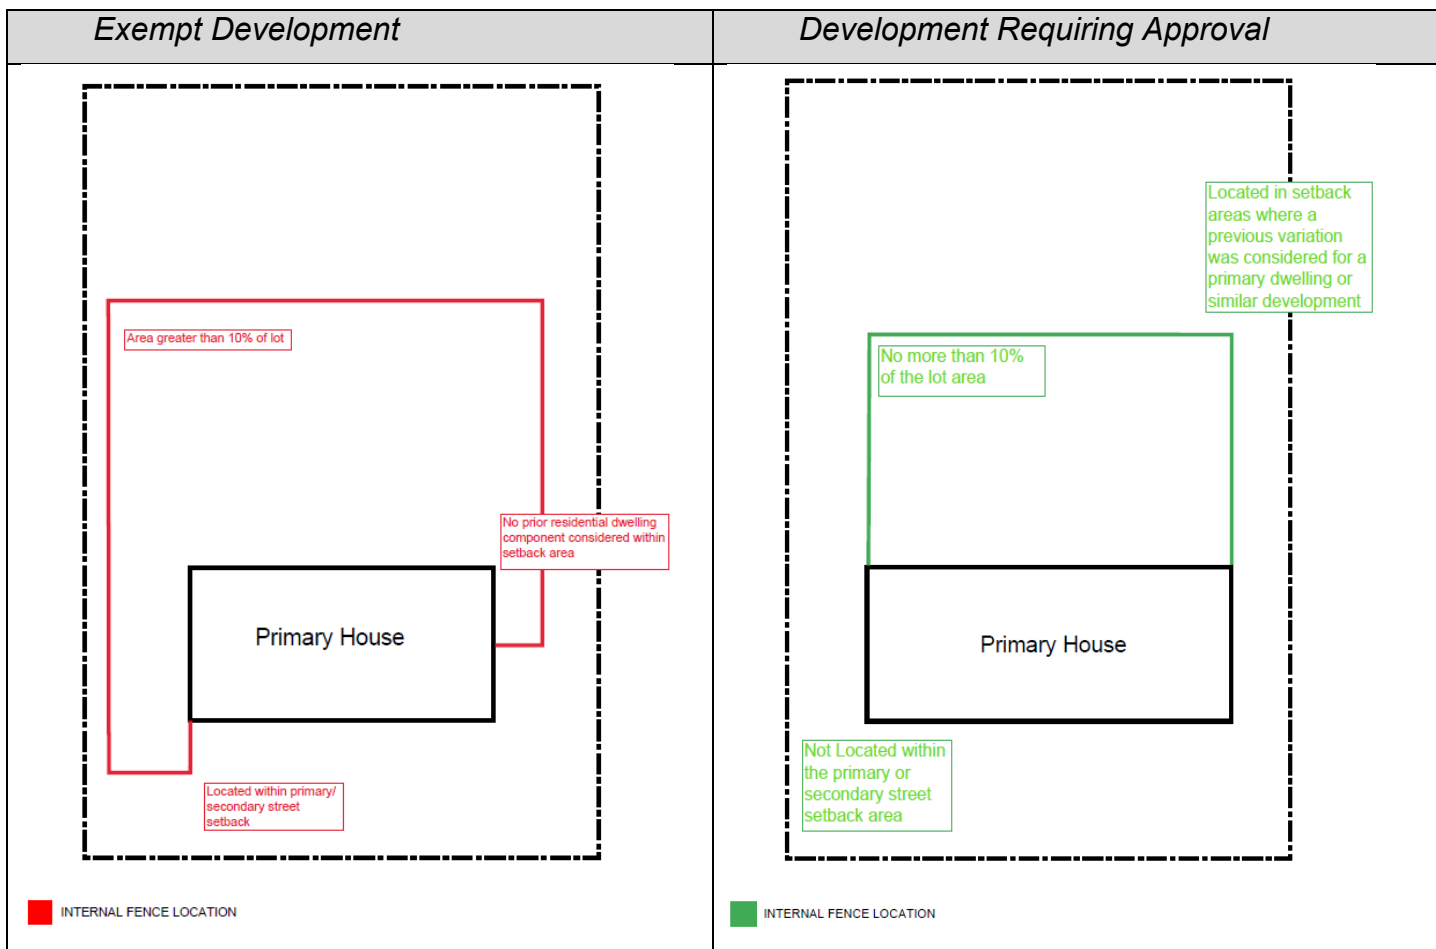 Exempt Development
Development Requiring Approval
Area greater than 10% of lot
No prior residential dwelling
component considered within
setback area
Primary House
Located within primary/
secondary street
setback
INTERNAL FENCE LOCATION
Located in setback
areas where a
previous variation
was considered for a
primary dwelling or
similar development
No more than 10%
of the lot area
Primary House
Not Located within
the primary or
secondary street
setback area
INTERNAL FENCE LOCATION